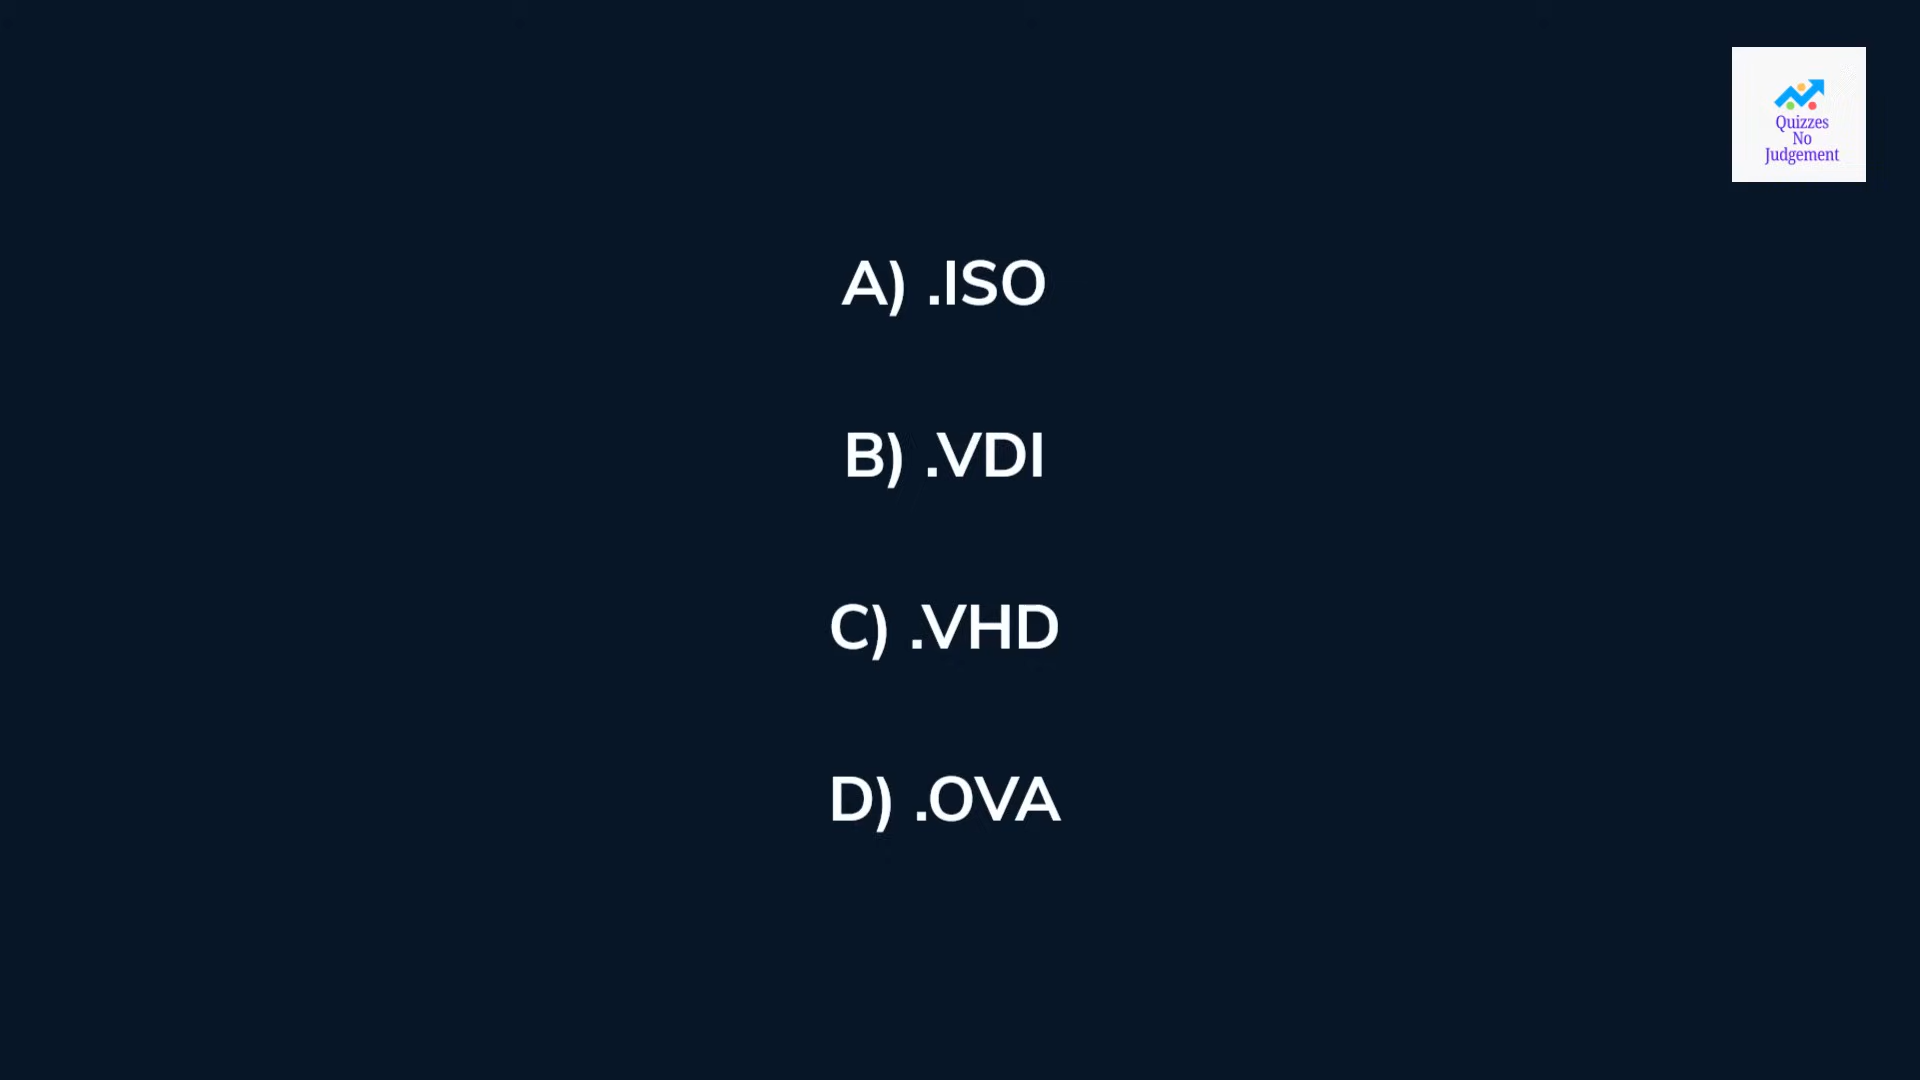 Quizzes
No
Judgement
A) .ISO
B) .VDI
C) .VHD
D) .OVA